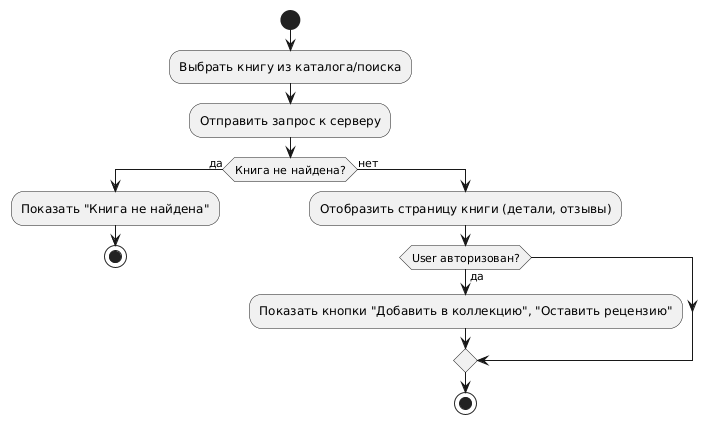 Выбрать книгу из каталога/поиска
Отправить запрос к серверу
да
Книга не найдена?
нет
Показать "Книга не найдена"
Отобразить страницу книги (детали, отзывы)
User авторизован?
да
Показать кнопки "Добавить в коллекцию", "Оставить рецензию"